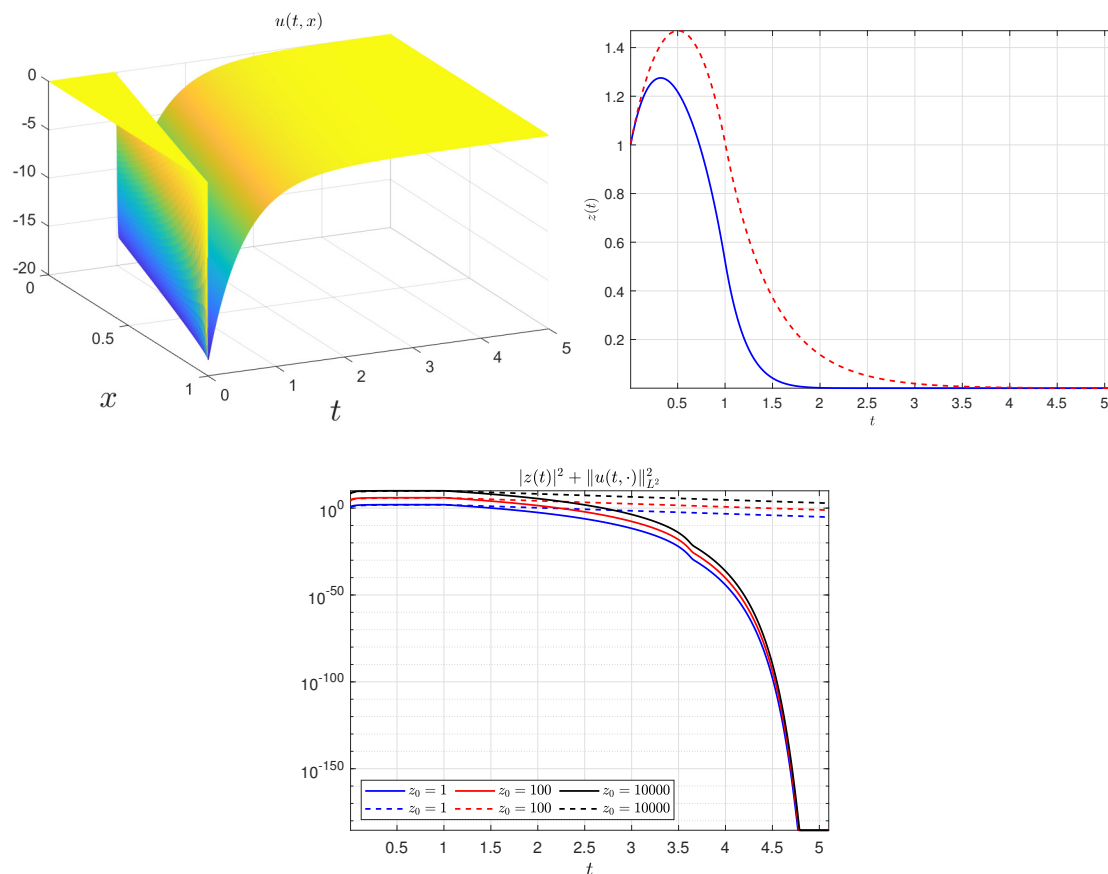 u(t, x)
0
-5
-10
-15
-20
0
0.5
1
x
0
1
2
3
4
5
t
1.4
1.2
1
0.8
0.6
0.4
0.2
z(t)
0.5 1 1.5 2 2.5 3 3.5 4 4.5 5
t
|z(t)|² + ‖u(t, ·)‖²_{L²}
10⁰
10⁻⁵⁰
10⁻¹⁰⁰
10⁻¹⁵⁰
z₀ = 1 z₀ = 100 z₀ = 10000
z₀ = 1 z₀ = 100 z₀ = 10000
0.5 1 1.5 2 2.5 3 3.5 4 4.5 5
t